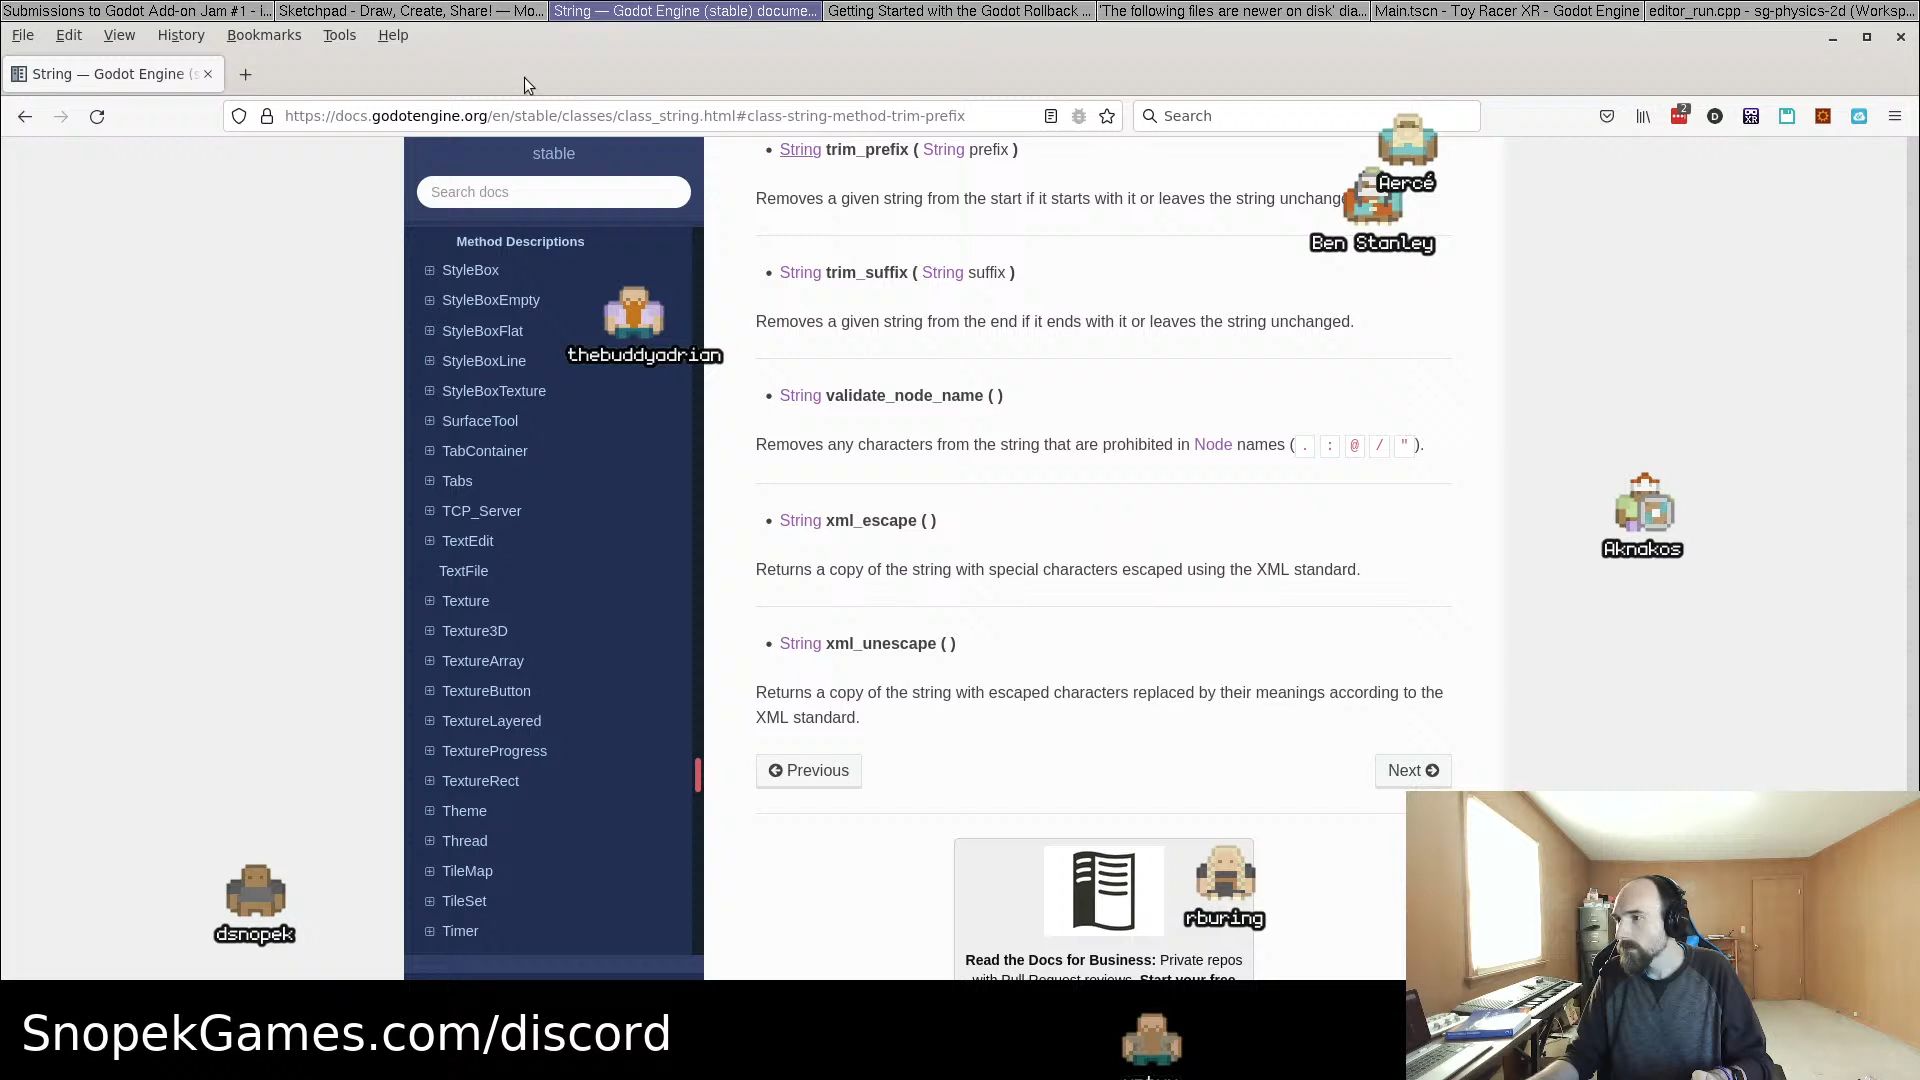 Submissions to Godot Add-on Jam #1 - i...
Sketchpad - Draw, Create, Share! — Mo...
String — Godot Engine (stable) docume...
Getting Started with the Godot Rollback ...
'The following files are newer on disk' dia...
Main.tscn - Toy Racer XR - Godot Engine
editor_run.cpp - sg-physics-2d (Worksp...
File Edit View History Bookmarks Tools Help
String — Godot Engine (s
https://docs.godotengine.org/en/stable/classes/class_string.html#class-string-method-trim-prefix
Search
2
stable
Search docs
Method Descriptions
StyleBox
StyleBoxEmpty
StyleBoxFlat
StyleBoxLine
StyleBoxTexture
SurfaceTool
TabContainer
Tabs
TCP_Server
TextEdit
TextFile
Texture
Texture3D
TextureArray
TextureButton
TextureLayered
TextureProgress
TextureRect
Theme
Thread
TileMap
TileSet
Timer
String trim_prefix ( String prefix )
Removes a given string from the start if it starts with it or leaves the string unchang
String trim_suffix ( String suffix )
Removes a given string from the end if it ends with it or leaves the string unchanged.
String validate_node_name ( )
Removes any characters from the string that are prohibited in Node names ( . : @ / " ).
String xml_escape ( )
Returns a copy of the string with special characters escaped using the XML standard.
String xml_unescape ( )
Returns a copy of the string with escaped characters replaced by their meanings according to the
XML standard.
Previous
Next
Read the Docs for Business: Private repos
with Pull Request reviews. Start your free
Aercé
Ben Stanley
thebuddyadrian
Aknakos
dsnopek
rburing
SnopekGames.com/discord